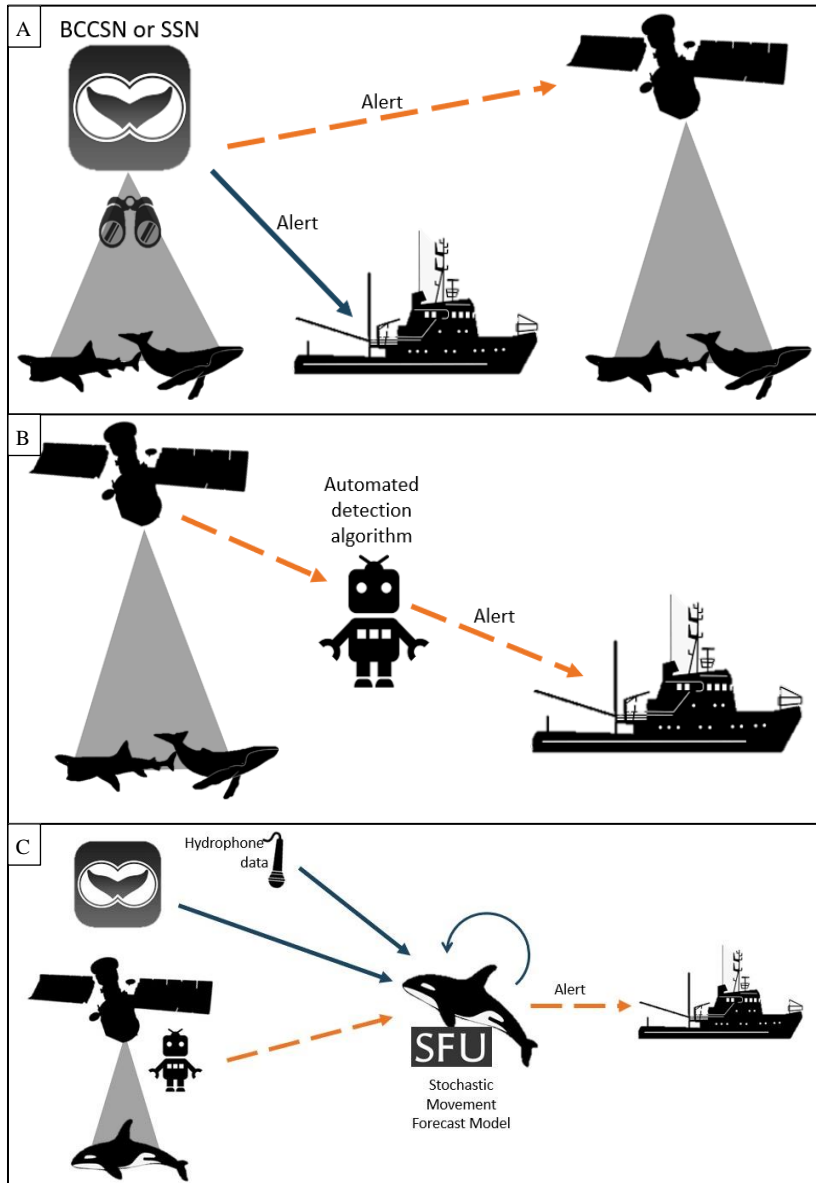 A
BCCSN or SSN
Alert
Alert
B
Automated
detection
algorithm
Alert
C
Hydrophone
data
Alert
SFU
Stochastic
Movement
Forecast Model